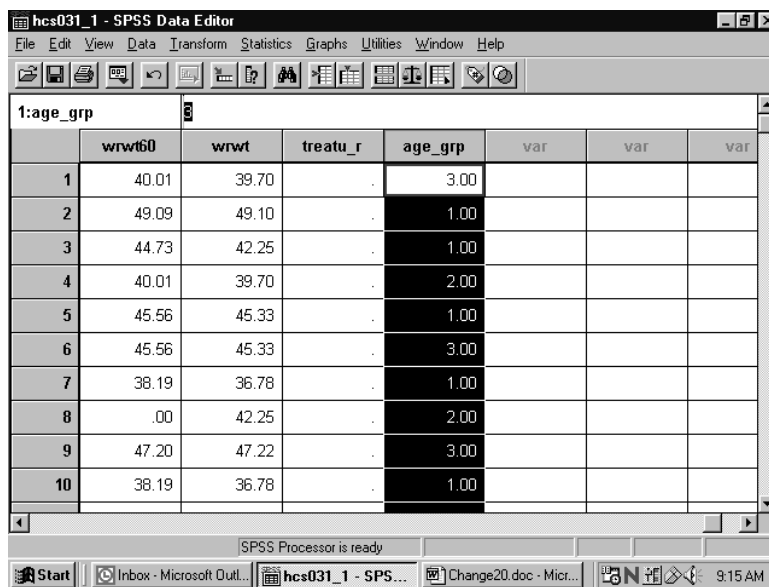 hcs031_1 - SPSS Data Editor
File Edit View Data Transform Statistics Graphs Utilities Window Help
1:age_grp 3
wrwt60 wrwt treatu_r age_grp var var var
1 40.01 39.70 . 3.00
2 49.09 49.10 . 1.00
3 44.73 42.25 . 1.00
4 40.01 39.70 . 2.00
5 45.56 45.33 . 1.00
6 45.56 45.33 . 3.00
7 38.19 36.78 . 1.00
8 .00 42.25 . 2.00
9 47.20 47.22 . 3.00
10 38.19 36.78 . 1.00
SPSS Processor is ready
Start Inbox - Microsoft Outl... hcs031_1 - SPS... Change20.doc - Micr... 9:15 AM